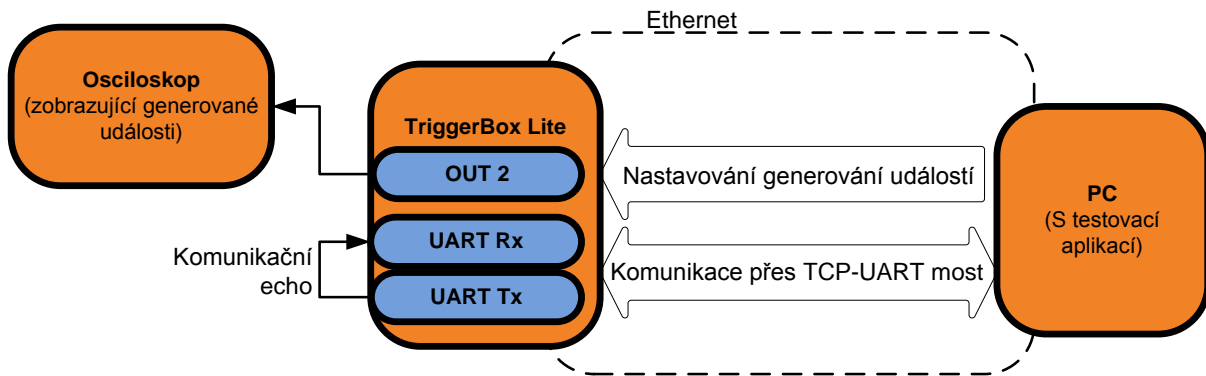 Ethernet
Osciloskop
(zobrazující generované
události)
TriggerBox Lite
OUT 2
UART Rx
UART Tx
Komunikační
echo
Nastavování generování událostí
Komunikace přes TCP-UART most
PC
(S testovací
aplikací)